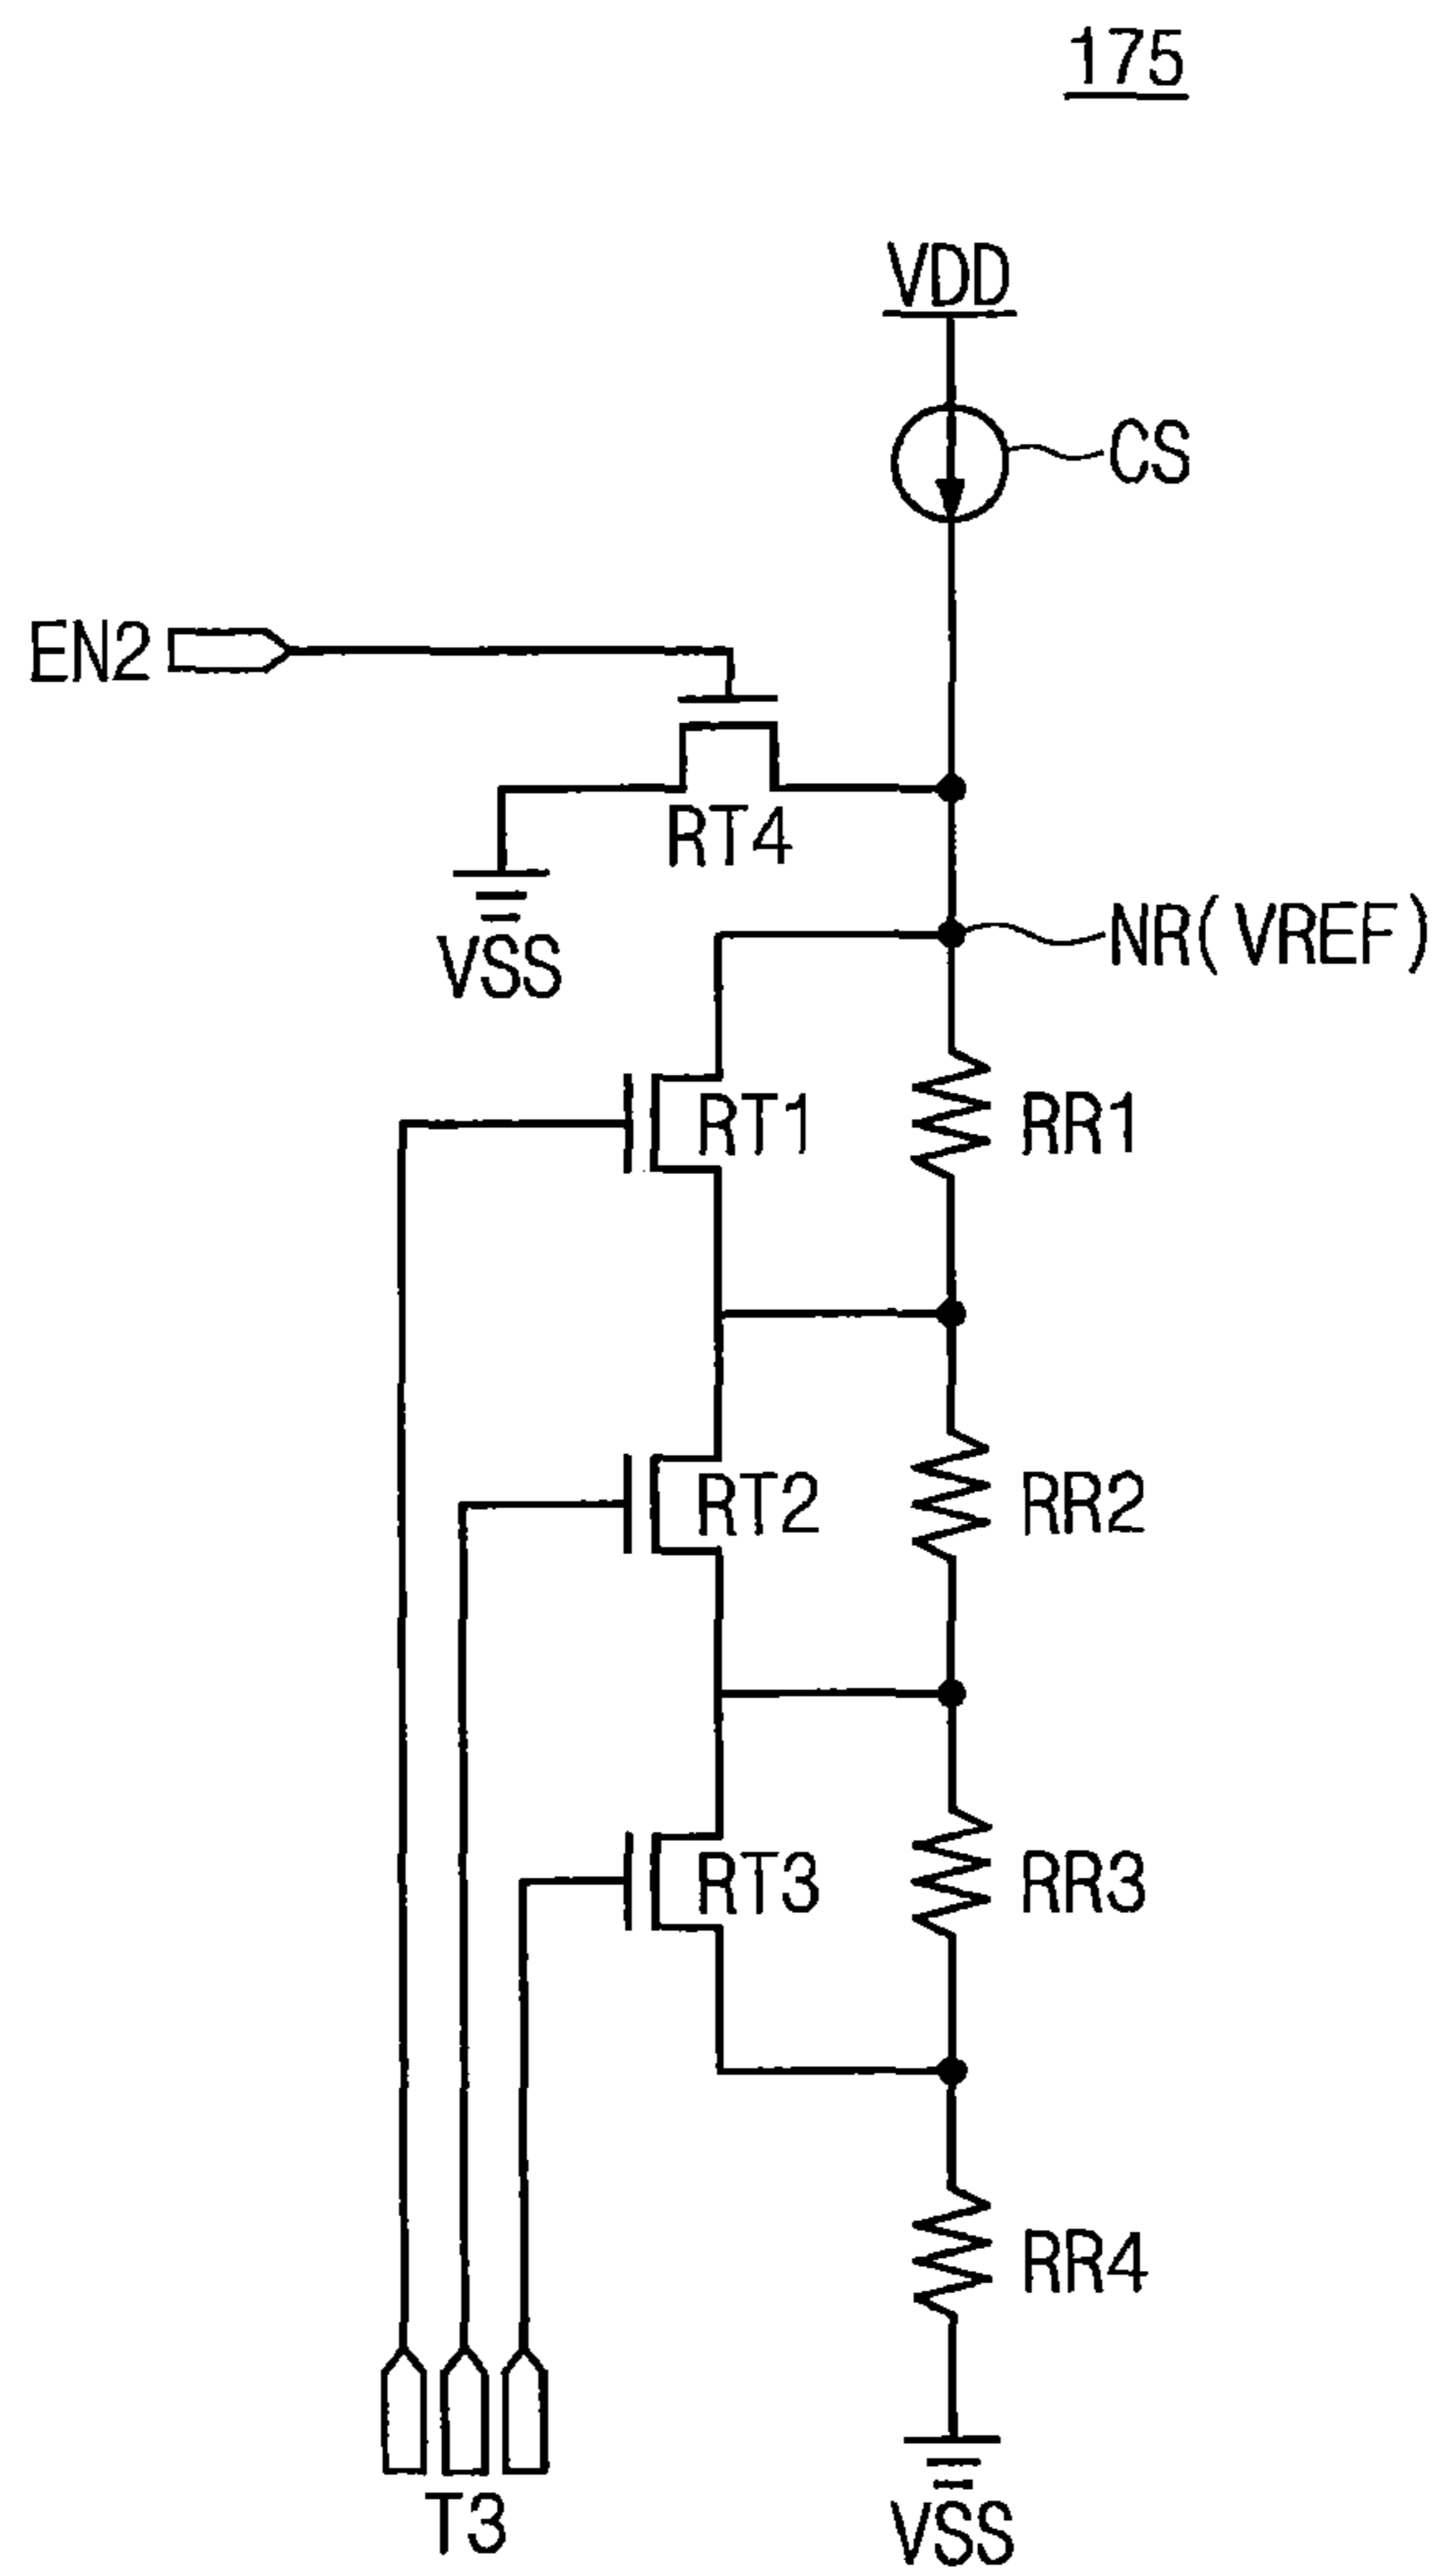 175
VDD
CS
EN2
RT4
VSS
NR(VREF)
RT1
RR1
RT2
RR2
RT3
RR3
RR4
T3
VSS